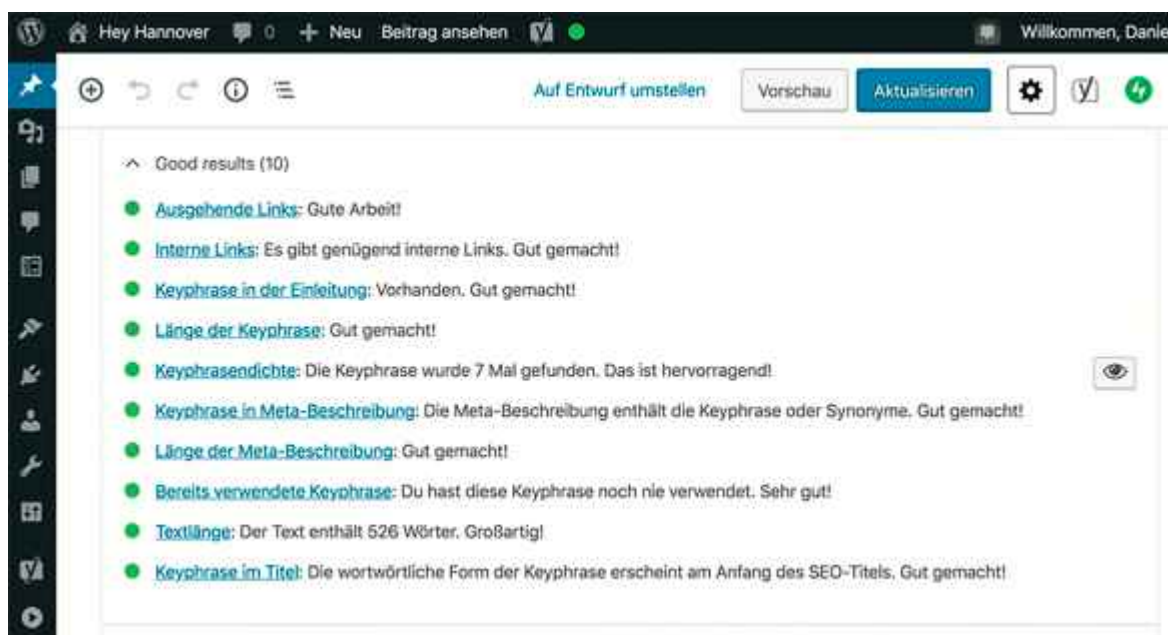 Hey Hannover 0 Neu Beitrag ansehen Willkommen, Danie
Auf Entwurf umstellen Vorschau Aktualisieren
Good results (10)
Ausgehende Links: Gute Arbeit!
Interne Links: Es gibt genügend interne Links. Gut gemacht!
Keyphrase in der Einleitung: Vorhanden. Gut gemacht!
Länge der Keyphrase: Gut gemacht!
Keyphrasendichte: Die Keyphrase wurde 7 Mal gefunden. Das ist hervorragend!
Keyphrase in Meta-Beschreibung: Die Meta-Beschreibung enthält die Keyphrase oder Synonyme. Gut gemacht!
Länge der Meta-Beschreibung: Gut gemacht!
Bereits verwendete Keyphrase: Du hast diese Keyphrase noch nie verwendet. Sehr gut!
Textlänge: Der Text enthält 526 Wörter. Großartig!
Keyphrase im Titel: Die wortwörtliche Form der Keyphrase erscheint am Anfang des SEO-Titels. Gut gemacht!